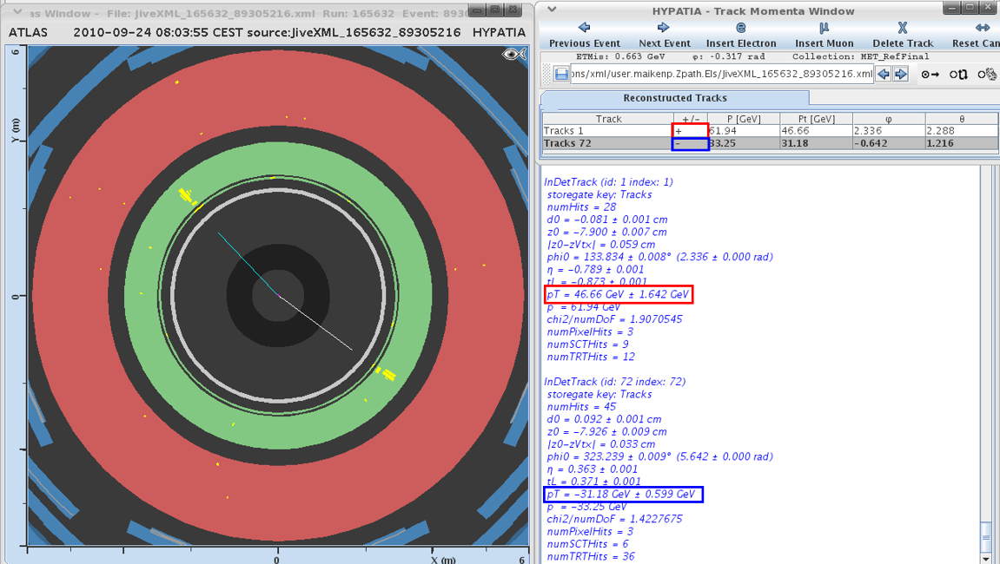 ass Window - File: JiveXML_165632_89305216.xml Run: 165632 Event: 8930
ATLAS 2010-09-24 08:03:55 CEST source:JiveXML_165632_89305216 HYPATIA
6
Y (m)
0
0
X (m)
6
HYPATIA - Track Momenta Window
Previous Event
Next Event
Insert Electron
Insert Muon
Delete Track
Reset Can
ETMis: 0.663 GeV φ: -0.317 rad Collection: MET_RefFinal
ons/xml/user.maikenp.Zpath.Els/JiveXML_165632_89305216.xml
Reconstructed Tracks
Track +/- P [GeV] Pt [GeV] φ θ
Tracks 1 + 61.94 46.66 2.336 2.288
Tracks 72 - 33.25 31.18 -0.642 1.216
InDetTrack (id: 1 index: 1)
storegate key: Tracks
numHits = 28
d0 = −0.081 ± 0.001 cm
z0 = −7.900 ± 0.007 cm
|z0−zVtx| = 0.059 cm
phi0 = 133.834 ± 0.008° (2.336 ± 0.000 rad)
η = −0.789 ± 0.001
tL = −0.873 ± 0.001
pT = 46.66 GeV ± 1.642 GeV
p = 61.94 GeV
chi2/numDoF = 1.9070545
numPixelHits = 3
numSCTHits = 9
numTRTHits = 12
InDetTrack (id: 72 index: 72)
storegate key: Tracks
numHits = 45
d0 = 0.092 ± 0.001 cm
z0 = −7.926 ± 0.009 cm
|z0−zVtx| = 0.033 cm
phi0 = 323.239 ± 0.009° (5.642 ± 0.000 rad)
η = 0.363 ± 0.001
tL = 0.371 ± 0.001
pT = −31.18 GeV ± 0.599 GeV
p = −33.25 GeV
chi2/numDoF = 1.4227675
numPixelHits = 3
numSCTHits = 6
numTRTHits = 36